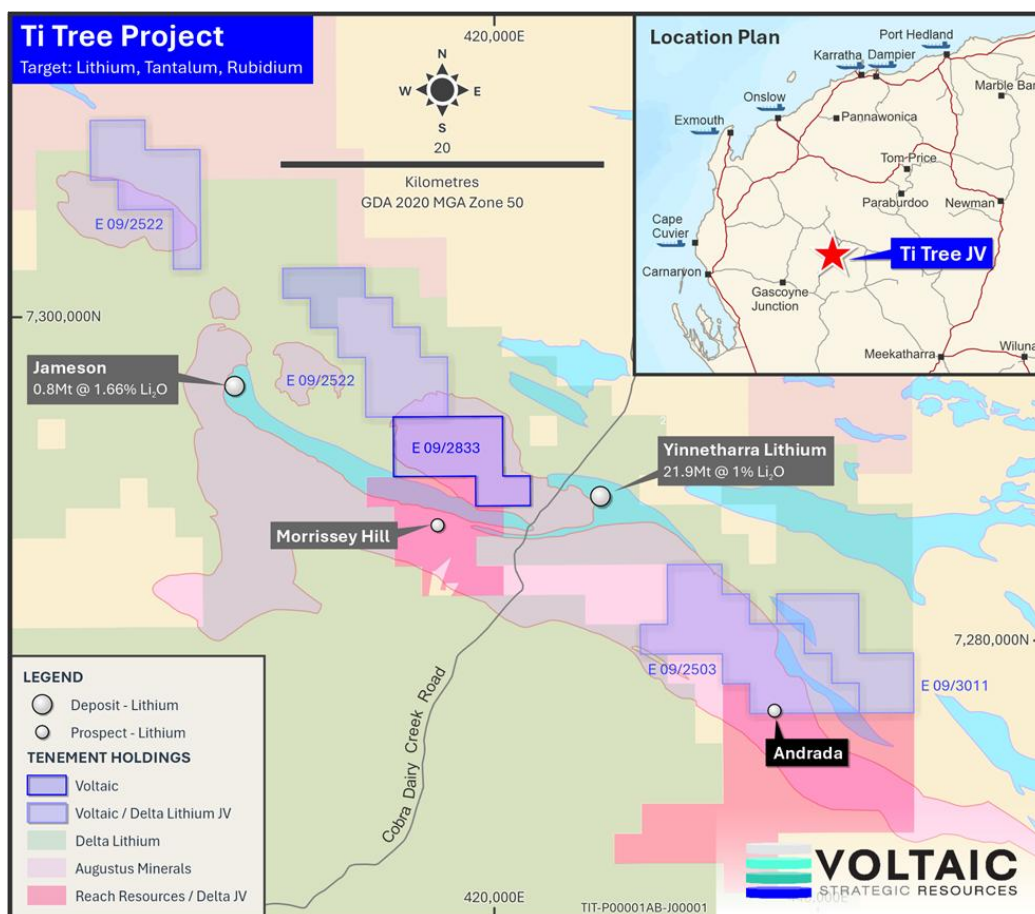 Ti Tree Project
Target: Lithium, Tantalum, Rubidium
420,000E
N
W
E
S
20
Kilometres
GDA 2020 MGA Zone 50
Location Plan
Port Hedland
Karratha
Dampier
Marble Bar
Onslow
Pannawonica
Exmouth
Tom Price
Paraburdoo
Newman
Cape
Cuvier
Ti Tree JV
Carnarvon
Gascoyne
Junction
Meekatharra
Wiluna
E 09/2522
7,300,000N
Jameson
0.8Mt @ 1.66% Li₂O
E 09/2522
E 09/2833
Yinnetharra Lithium
21.9Mt @ 1% Li₂O
Morrissey Hill
7,280,000N
E 09/2503
E 09/3011
Andrada
Cobra Dairy Creek Road
LEGEND
Deposit - Lithium
Prospect - Lithium
TENEMENT HOLDINGS
Voltaic
Voltaic / Delta Lithium JV
Delta Lithium
Augustus Minerals
Reach Resources / Delta JV
420,000E
TIT-P00001AB-J00001
VOLTAIC
STRATEGIC RESOURCES